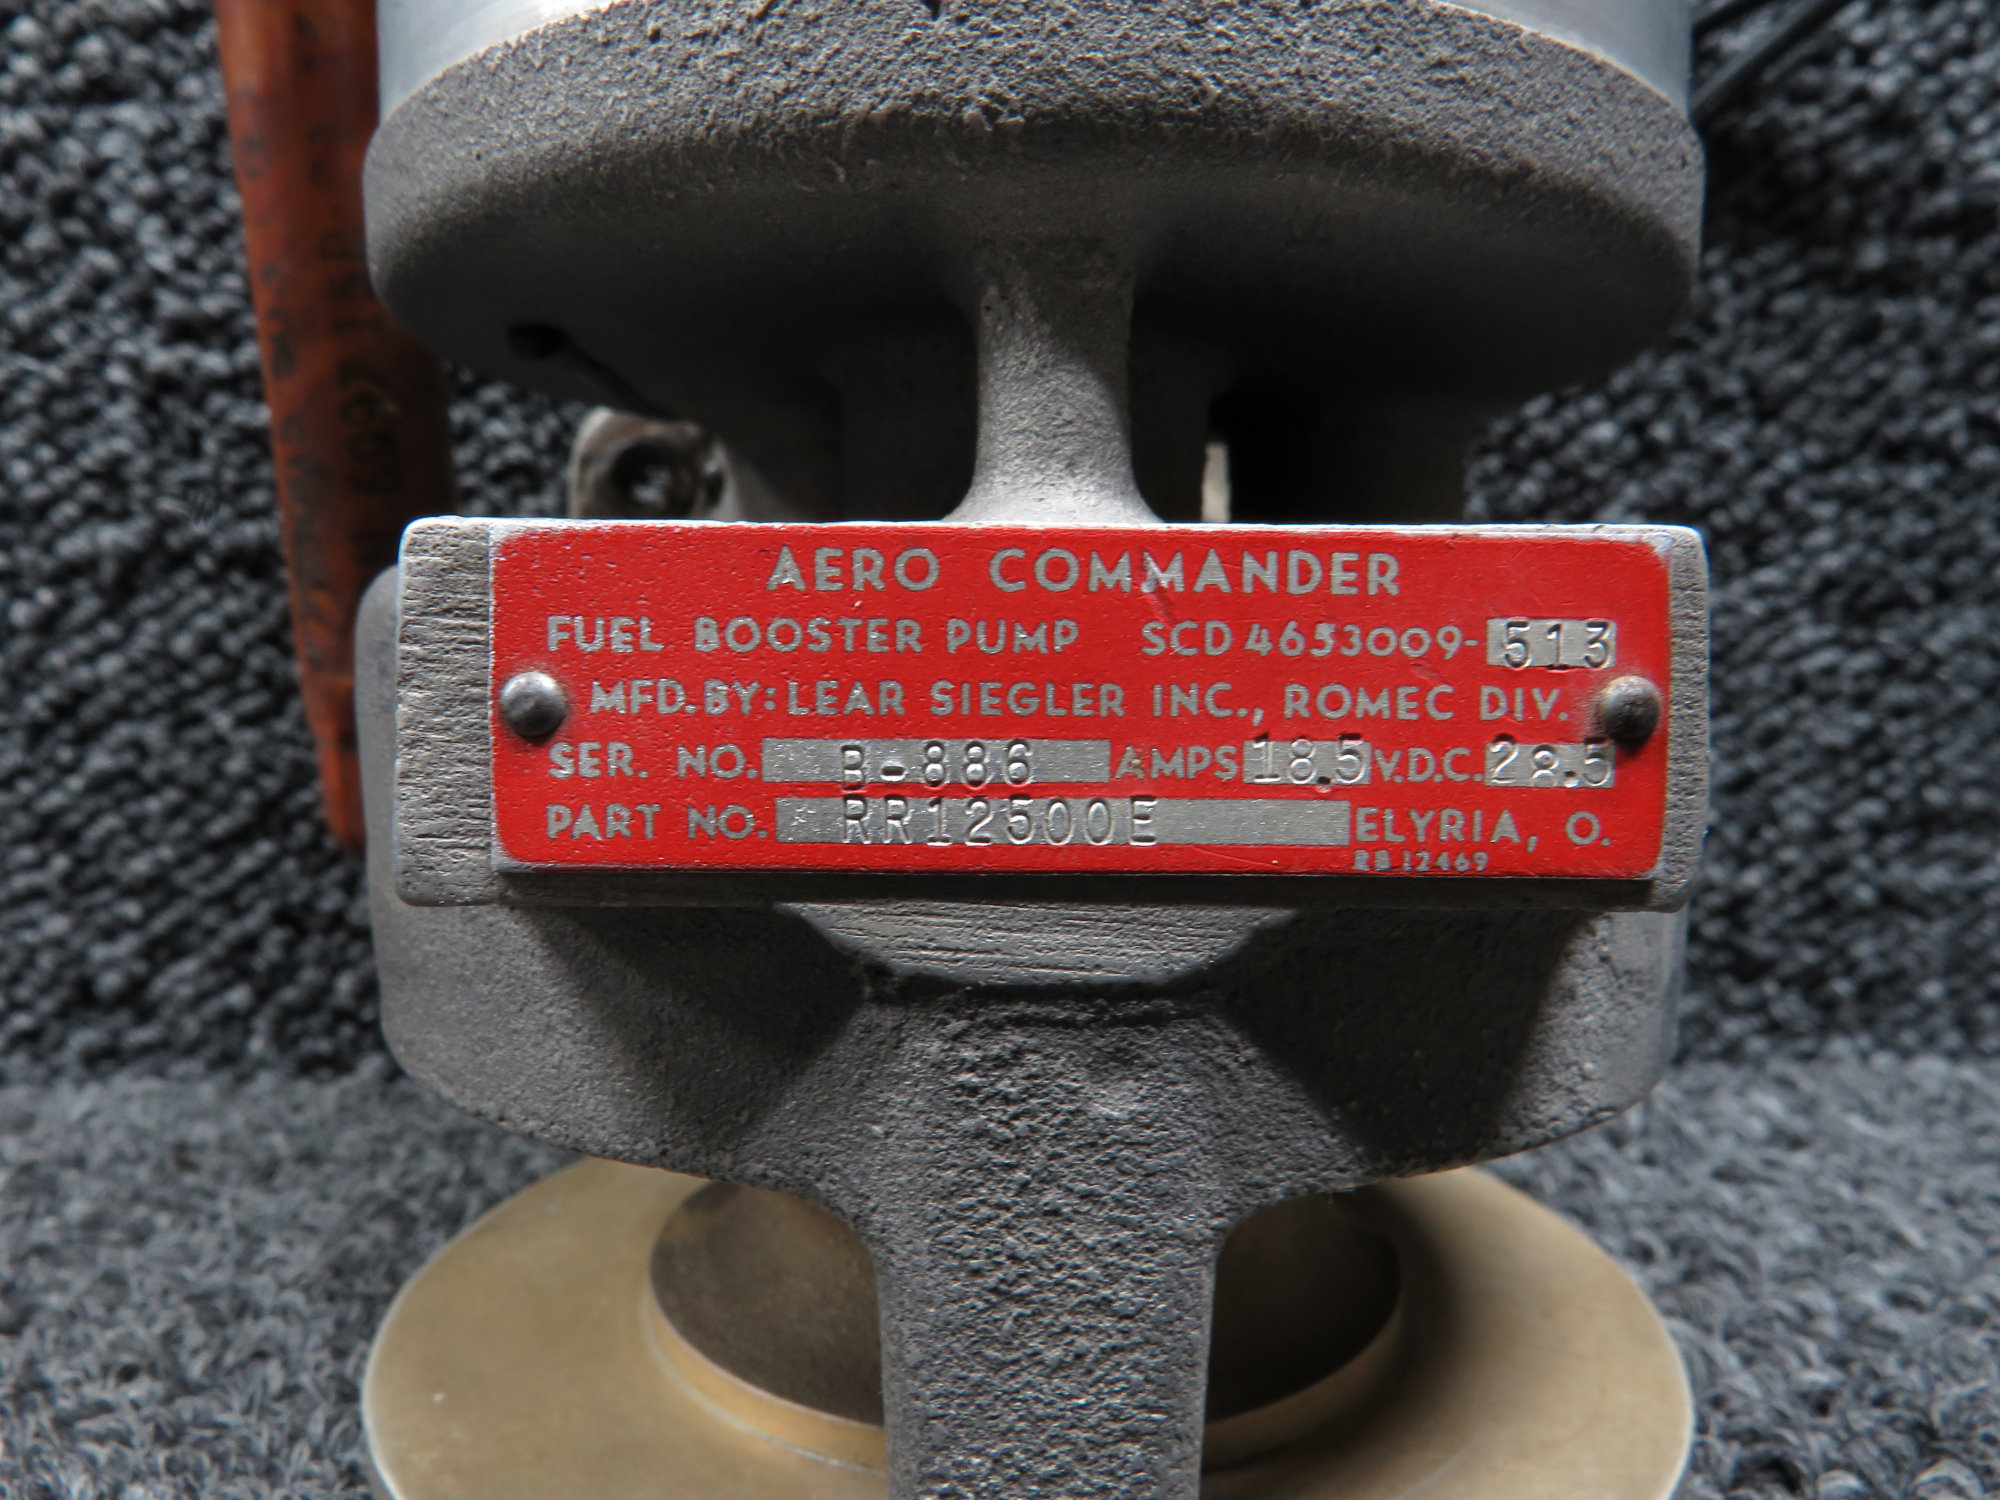 AERO COMMANDER
FUEL BOOSTER PUMP SCD 4653009-513
MFD. BY: LEAR SIEGLER INC., ROMEC DIV.
SER. NO. B-886 AMPS 18.5 V.D.C. 28.5
PART NO. RR12500E ELYRIA, O.
RB 12469